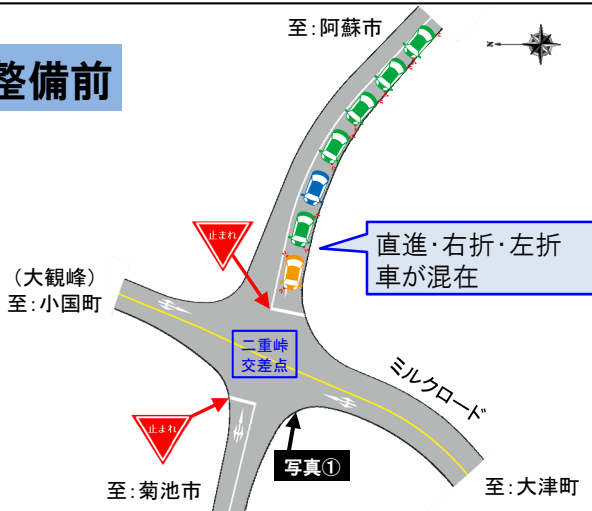 整備前
至:阿蘇市
N
止まれ
直進・右折・左折
車が混在
(大観峰)
至:小国町
二重峠
交差点
ミルクロード
止まれ
写真①
至:菊池市
至:大津町